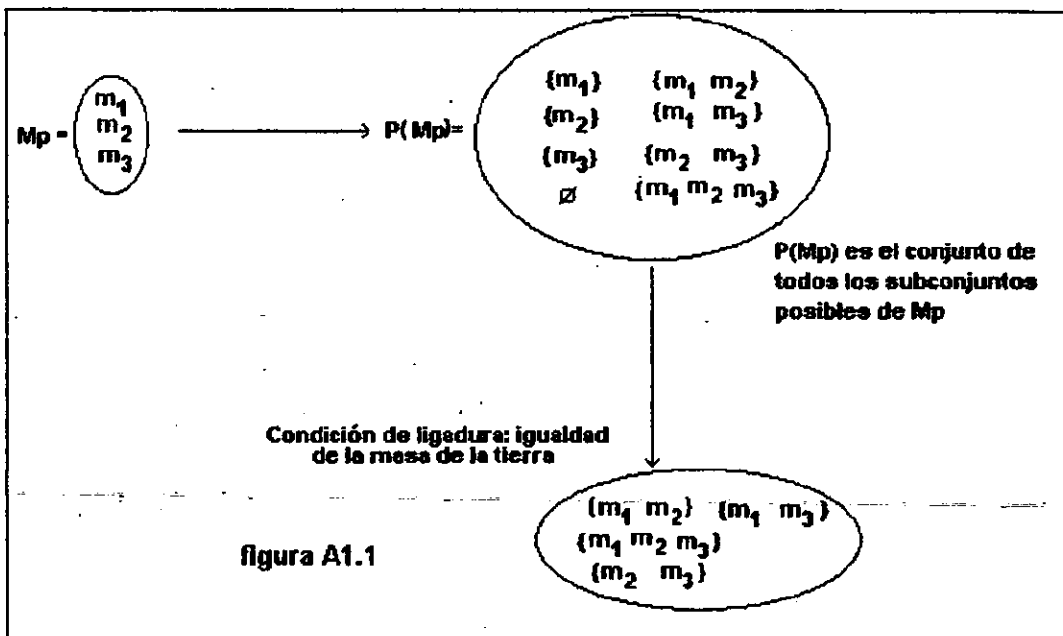 Mp =
m1
m2
m3
P(Mp)=
{m1} {m1 m2}
{m2} {m1 m3}
{m3} {m2 m3}
∅ {m1 m2 m3}
P(Mp) es el conjunto de
todos los subconjuntos
posibles de Mp
Condición de ligadura: igualdad
de la masa de la tierra
{m1 m2} {m1 m3}
{m1 m2 m3}
{m2 m3}
figura A1.1